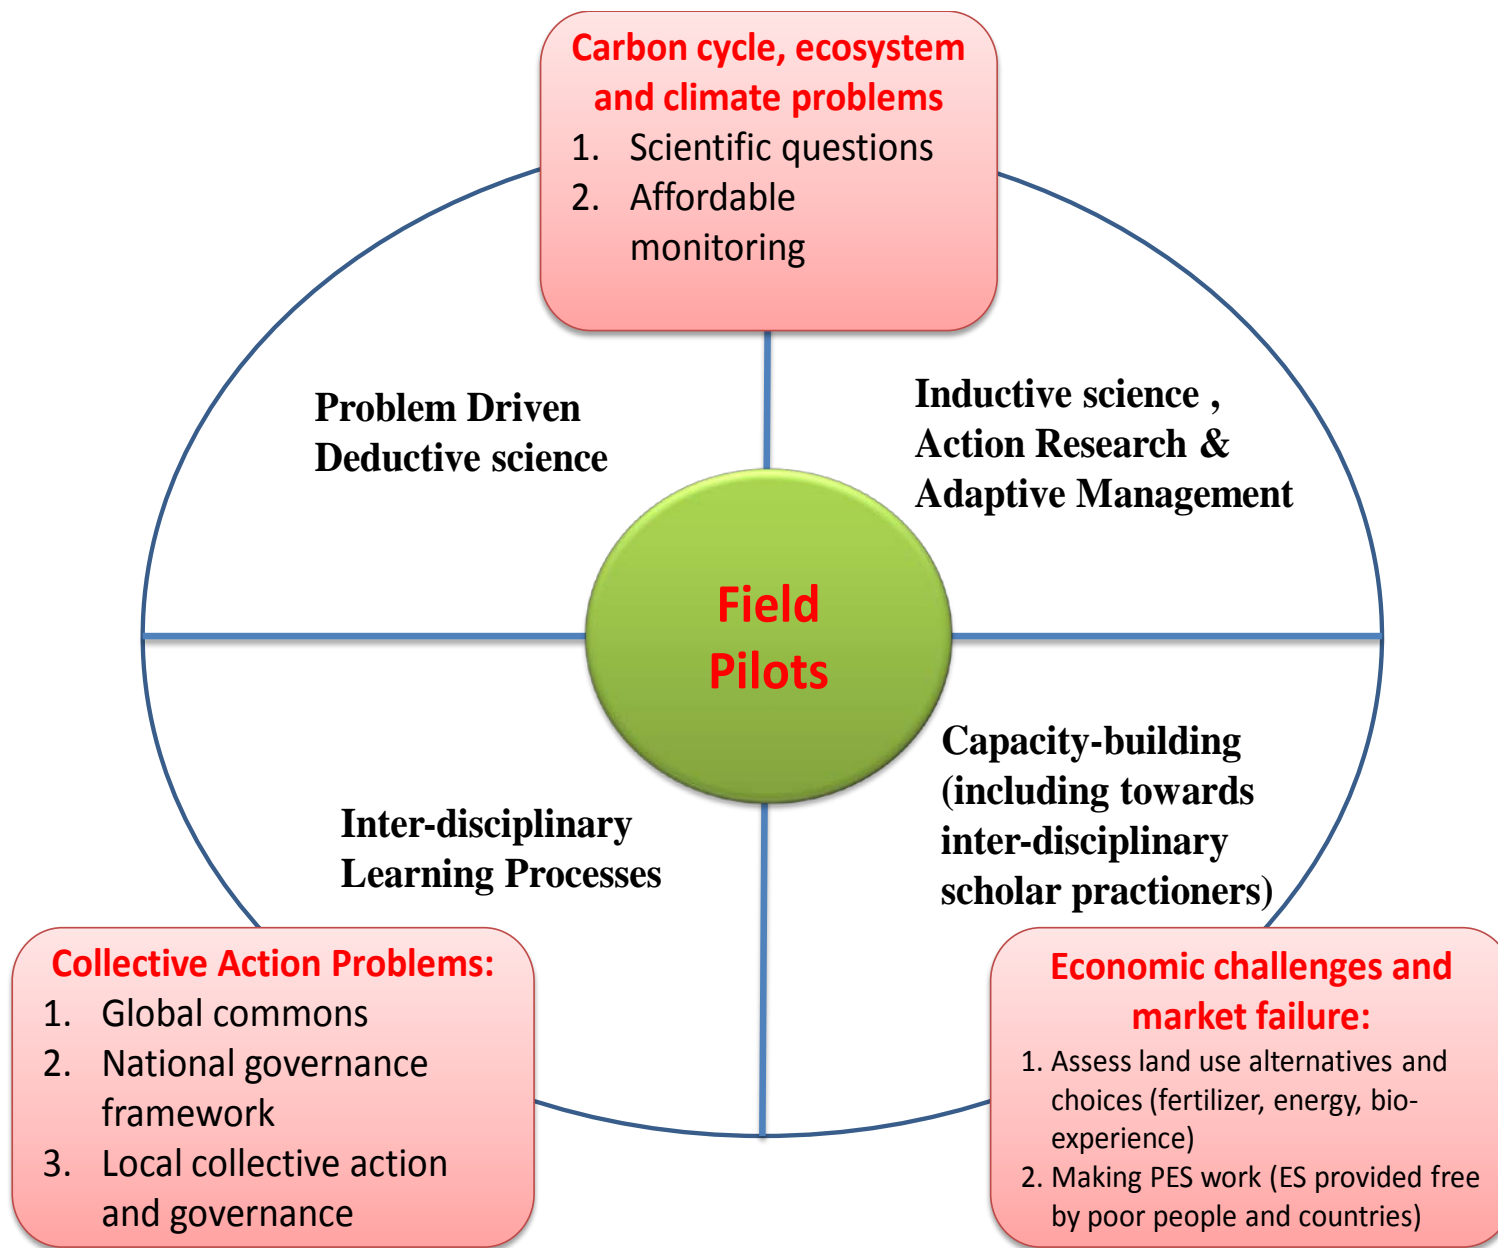 Carbon cycle, ecosystem
and climate problems
1. Scientific questions
2. Affordable
monitoring
Problem Driven
Deductive science
Inductive science ,
Action Research &
Adaptive Management
Field
Pilots
Inter-disciplinary
Learning Processes
Capacity-building
(including towards
inter-disciplinary
scholar practioners)
Collective Action Problems:
1. Global commons
2. National governance
framework
3. Local collective action
and governance
Economic challenges and
market failure:
1. Assess land use alternatives and
choices (fertilizer, energy, bio-
experience)
2. Making PES work (ES provided free
by poor people and countries)